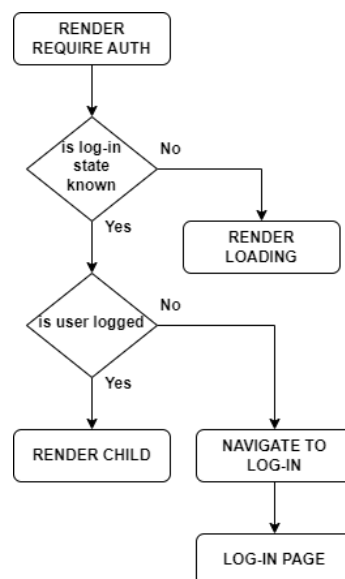 RENDER
REQUIRE AUTH
is log-in
state
known
No
Yes
RENDER
LOADING
is user logged
No
Yes
RENDER CHILD
NAVIGATE TO
LOG-IN
LOG-IN PAGE